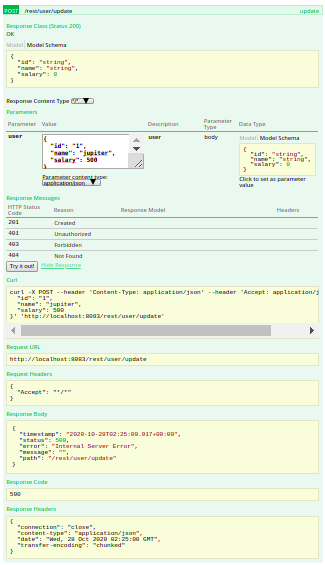 POST /rest/user/update update
Response Class (Status 200)
OK
Model Model Schema
{
"id": "string",
"name": "string",
"salary": 0
}
Response Content Type */*
Parameters
Parameter Value Description Parameter Type Data Type
user
{
"id": "1",
"name": "jupiter",
"salary": 500
user body
Model Model Schema
{
"id": "string",
"name": "string",
"salary": 0
}
Parameter content type:
application/json
Click to set as parameter
value
Response Messages
HTTP Status Code Reason Response Model Headers
201 Created
401 Unauthorized
403 Forbidden
404 Not Found
Try it out! Hide Response
Curl
curl -X POST --header 'Content-Type: application/json' --header 'Accept: application/j
"id": "1",
"name": "jupiter",
"salary": 500
}' 'http://localhost:8083/rest/user/update'
Request URL
http://localhost:8083/rest/user/update
Request Headers
{
"Accept": "*/*"
}
Response Body
{
"timestamp": "2020-10-28T02:25:00.917+00:00",
"status": 500,
"error": "Internal Server Error",
"message": "",
"path": "/rest/user/update"
}
Response Code
500
Response Headers
{
"connection": "close",
"content-type": "application/json",
"date": "Wed, 28 Oct 2020 02:25:00 GMT",
"transfer-encoding": "chunked"
}